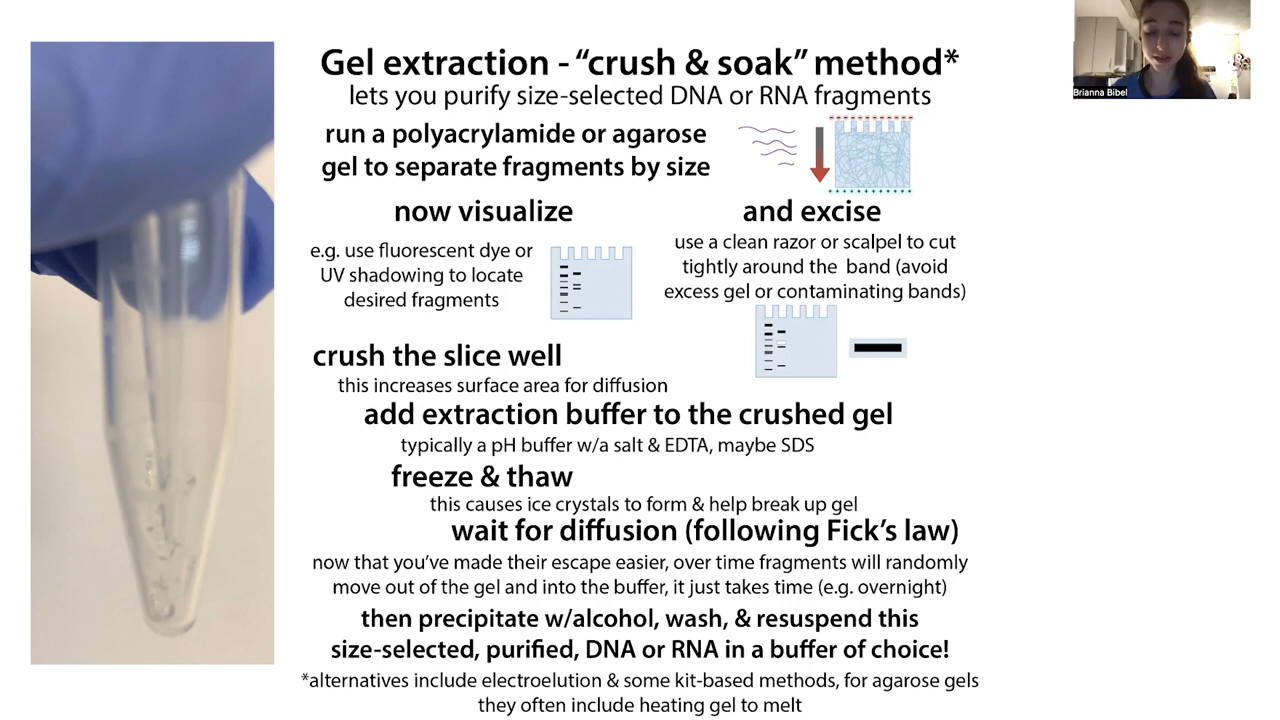 Gel extraction - “crush & soak” method*
lets you purify size-selected DNA or RNA fragments
run a polyacrylamide or agarose
gel to separate fragments by size
now visualize
e.g. use fluorescent dye or
UV shadowing to locate
desired fragments
and excise
use a clean razor or scalpel to cut
tightly around the band (avoid
excess gel or contaminating bands)
crush the slice well
this increases surface area for diffusion
add extraction buffer to the crushed gel
typically a pH buffer w/a salt & EDTA, maybe SDS
freeze & thaw
this causes ice crystals to form & help break up gel
wait for diffusion (following Fick’s law)
now that you’ve made their escape easier, over time fragments will randomly
move out of the gel and into the buffer, it just takes time (e.g. overnight)
then precipitate w/alcohol, wash, & resuspend this
size-selected, purified, DNA or RNA in a buffer of choice!
*alternatives include electroelution & some kit-based methods, for agarose gels
they often include heating gel to melt
Brianna Bibel